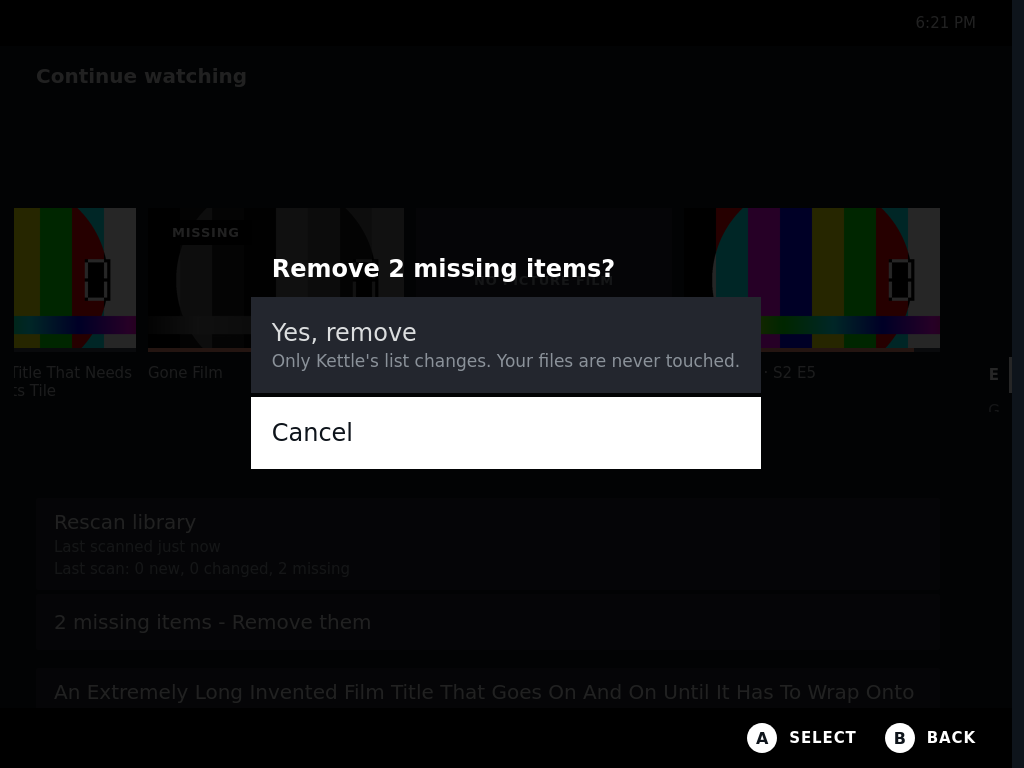 6:21 PM
Continue watching
MISSING
Remove 2 missing items?
Yes, remove
Only Kettle's list changes. Your files are never touched.
Cancel
Title That Needs
Gone Film
· S2 E5
E
Tile
Rescan library
Last scanned just now
Last scan: 0 new, 0 changed, 2 missing
2 missing items - Remove them
An Extremely Long Invented Film Title That Goes On And On Until It Has To Wrap Onto
A SELECT B BACK